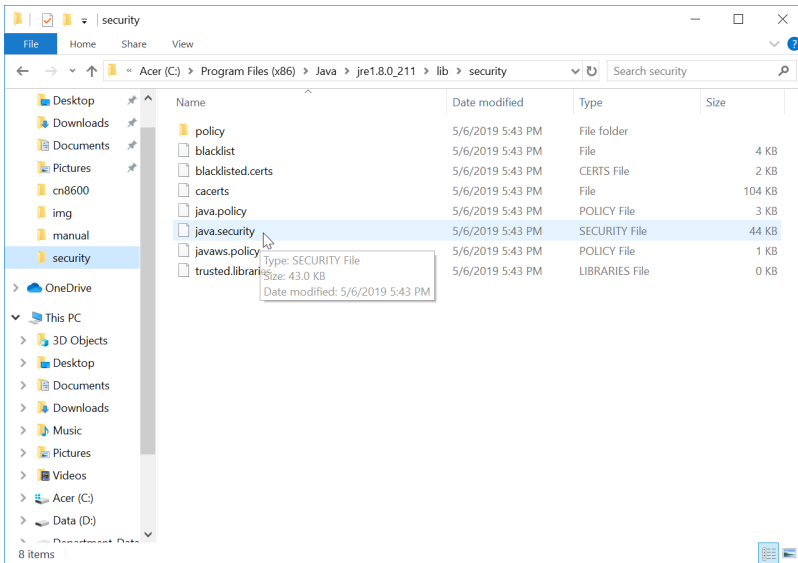 security
File Home Share View
« Acer (C:) > Program Files (x86) > Java > jre1.8.0_211 > lib > security
Search security
Desktop
Downloads
Documents
Pictures
cn8600
img
manual
security
OneDrive
This PC
3D Objects
Desktop
Documents
Downloads
Music
Pictures
Videos
Acer (C:)
Data (D:)
Name Date modified Type Size
policy 5/6/2019 5:43 PM File folder
blacklist 5/6/2019 5:43 PM File 4 KB
blacklisted.certs 5/6/2019 5:43 PM CERTS File 2 KB
cacerts 5/6/2019 5:43 PM File 104 KB
java.policy 5/6/2019 5:43 PM POLICY File 3 KB
java.security 5/6/2019 5:43 PM SECURITY File 44 KB
javaws.policy 5/6/2019 5:43 PM POLICY File 1 KB
trusted.libraries 5/6/2019 5:43 PM LIBRARIES File 0 KB
Type: SECURITY File
Size: 43.0 KB
Date modified: 5/6/2019 5:43 PM
8 items